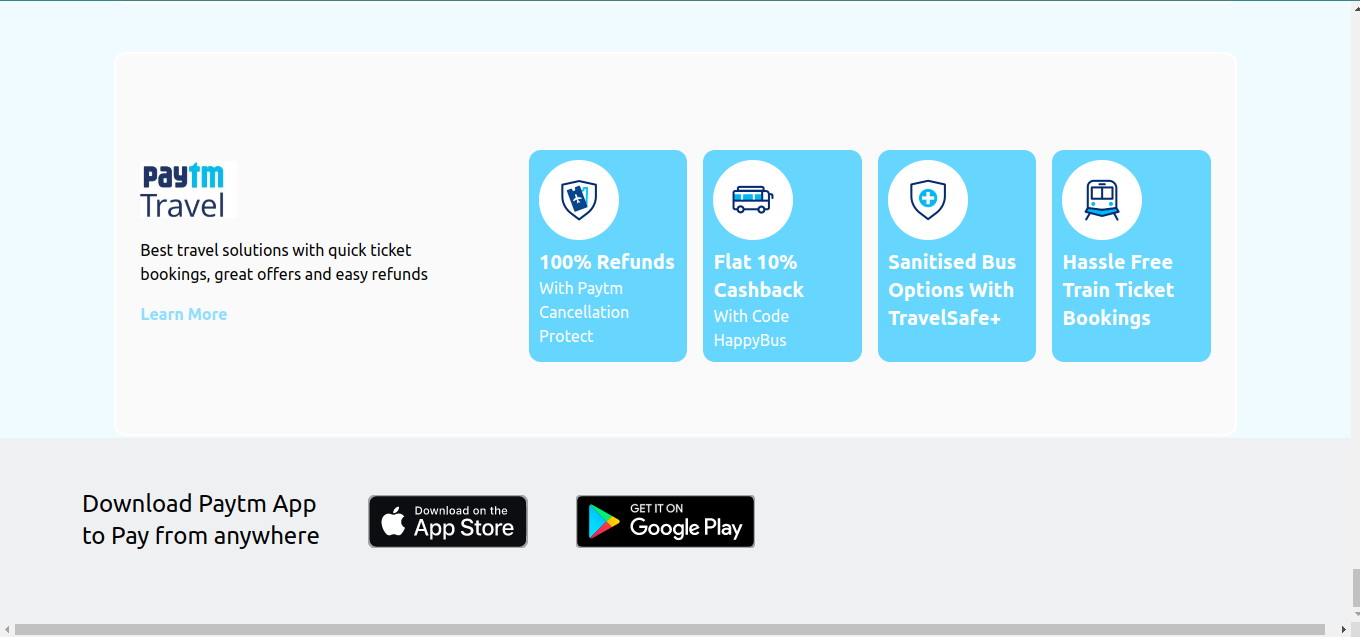 paytm
Travel
Best travel solutions with quick ticket
bookings, great offers and easy refunds
Learn More
100% Refunds
With Paytm
Cancellation
Protect
Flat 10%
Cashback
With Code
HappyBus
Sanitised Bus
Options With
TravelSafe+
Hassle Free
Train Ticket
Bookings
Download Paytm App
to Pay from anywhere
Download on the
App Store
GET IT ON
Google Play